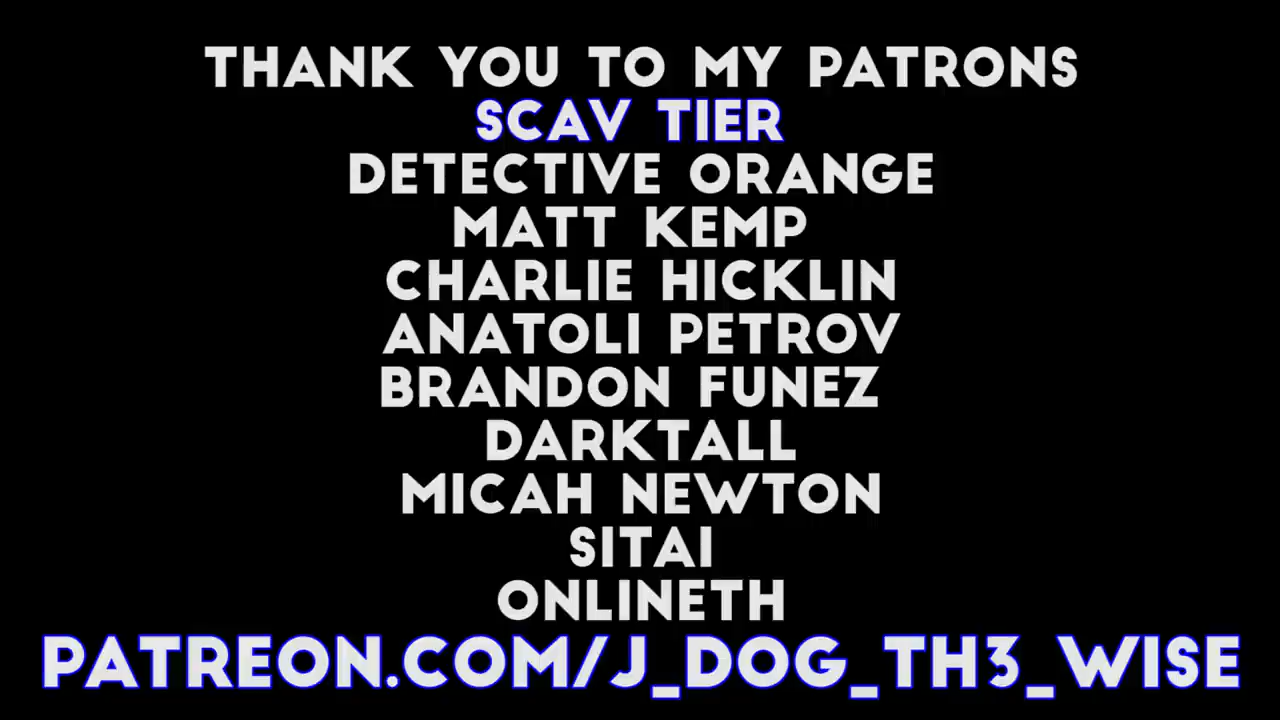 THANK YOU TO MY PATRONS
SCAV TIER
DETECTIVE ORANGE
MATT KEMP
CHARLIE HICKLIN
ANATOLI PETROV
BRANDON FUNEZ
DARKTALL
MICAH NEWTON
SITAI
ONLINETH
PATREON.COM/J_DOG_TH3_WISE